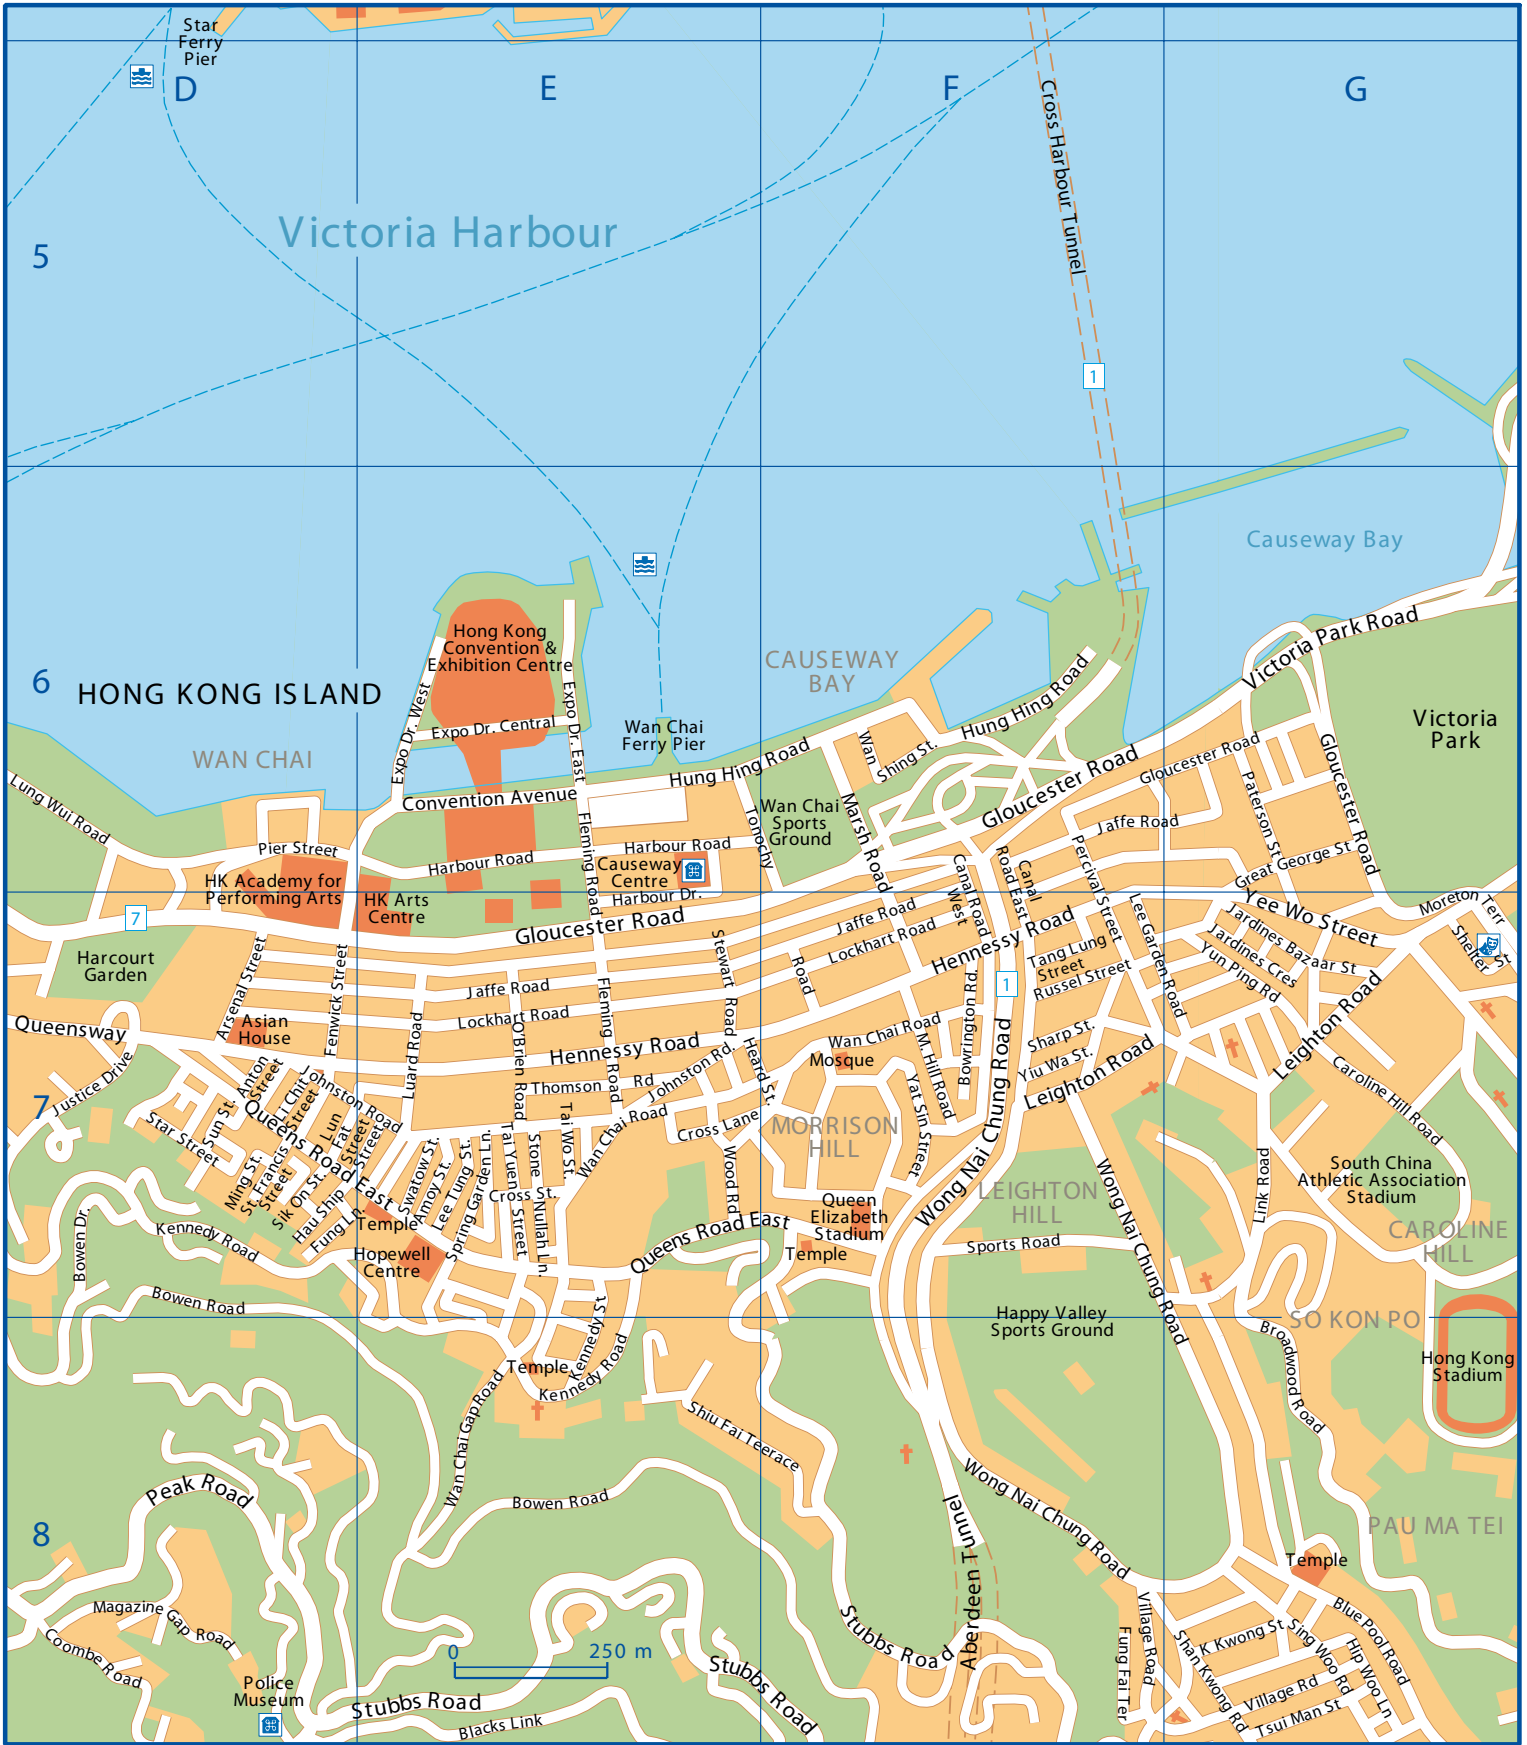 Star
Ferry
Pier
D
E
F
G
Cross Harbour Tunnel
Victoria Harbour
5
1
Causeway Bay
Hong Kong
Convention &
Exhibition Centre
CAUSEWAY
BAY
6
HONG KONG ISLAND
Victoria Park Road
Hung Hing Road
Expo Dr. West
Expo Dr. Central
Expo Dr. East
Wan Chai
Ferry Pier
Victoria
Park
WAN CHAI
Wan
Shing St.
Hung Hing Road
Gloucester Road
Gloucester Road
Gloucester Road
Lung Wui Road
Convention Avenue
Fleming Road
Tonochy
Wan Chai
Sports
Ground
Marsh Road
Jaffe Road
Paterson St.
Percival Street
Great George St.
Pier Street
Harbour Road
Harbour Road
Causeway
Centre
Harbour Dr.
HK Academy for
Performing Arts
HK Arts
Centre
Canal Road
West
Canal
Road East
7
Gloucester Road
Jaffe Road
Lockhart Road
Hennessy Road
Yee Wo Street
Moreton Terr
Shelter St
Harcourt
Garden
Arsenal Street
Fenwick Street
Stewart Road
Road
Tang Lung
Street
Russel Street
Lee Garden Road
Jardines Bazaar St
Jardines Cres
Yun Ping Rd
Leighton Road
1
Jaffe Road
Lockhart Road
Fleming Road
Queensway
Asian
House
Luard Road
O'Brien Road
Hennessy Road
Wan Chai Road
Mosque
M. Hill Road
Bowrington Rd.
Sharp St.
Yiu Wa St.
Leighton Road
Caroline Hill Road
7
Justice Drive
Anton
Street
Li Chit
Street
Johnston Road
Thomson Rd
Johnston Rd.
Heard St.
Wong Nai Chung Road
Star Street
Sun St.
Queens Road East
Lun
Fat
Street
Street
Tai Wo St.
Wan Chai Road
Cross Lane
MORRISON
HILL
Yat Sin Street
Ming St.
St. Francis
Street
Sik On St.
Hau Ship
Fung Ln.
Swatow St.
Amoy St.
Lee Tung St.
Spring Garden Ln.
Tai Yuen
Street
Stone
Nullah Ln.
Cross St.
Wood Rd
LEIGHTON
HILL
Wong Nai Chung Road
Link Road
South China
Athletic Association
Stadium
Bowen Dr.
Kennedy Road
Temple
Hopewell
Centre
Queens Road East
Queen
Elizabeth
Stadium
Temple
Sports Road
CAROLINE
HILL
Bowen Road
Kennedy St
Happy Valley
Sports Ground
SO KON PO
Temple
Kennedy Road
Broadwood Road
Hong Kong
Stadium
Wan Chai Gap Road
Shiu Fai Teerace
Peak Road
Bowen Road
Wong Nai Chung Road
8
PAU MA TEI
Aberdeen Tunnel
Temple
Magazine Gap Road
Coombe Road
Stubbs Road
Village Road
Fung Fai Ter
Shan Kwong Rd
K Kwong St
Sing Woo Rd
Blue Pool Road
Hip Woo Ln
0
250 m
Police
Museum
Stubbs Road
Stubbs Road
Blacks Link
Village Rd
Tsui Man St